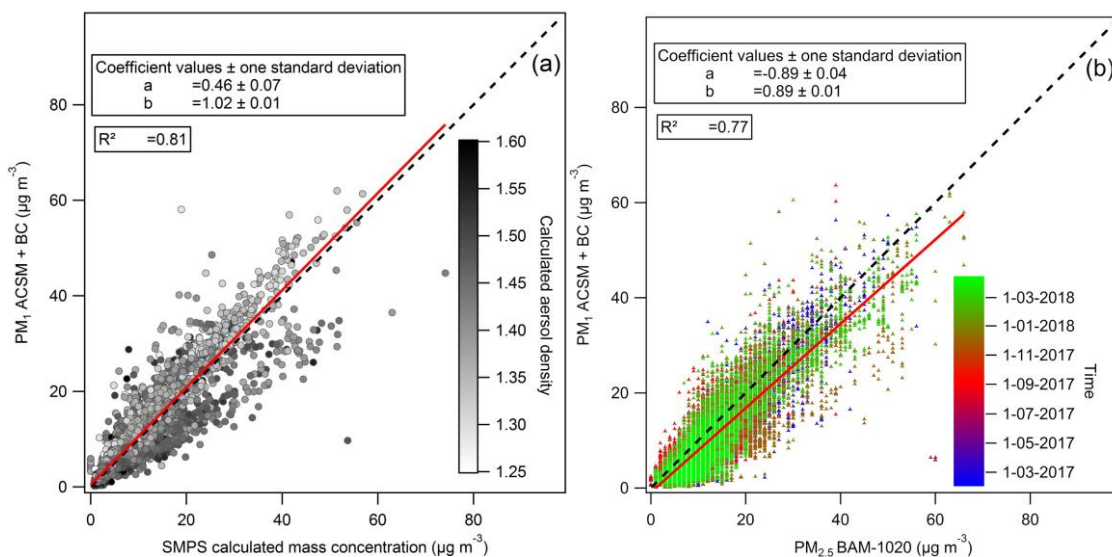 Coefficient values ± one standard deviation
a =0.46 ± 0.07
b =1.02 ± 0.01
(a)
R² =0.81
PM₁ ACSM + BC (µg m⁻³)
80
60
40
20
0
0 20 40 60 80
SMPS calculated mass concentration (µg m⁻³)
1.60
1.55
1.50
1.45
1.40
1.35
1.30
1.25
Calculated aersol density
Coefficient values ± one standard deviation
a =-0.89 ± 0.04
b =0.89 ± 0.01
(b)
R² =0.77
PM₁ ACSM + BC (µg m⁻³)
80
60
40
20
0
0 20 40 60 80
PM₂.₅ BAM-1020 (µg m⁻³)
1-03-2018
1-01-2018
1-11-2017
1-09-2017
1-07-2017
1-05-2017
1-03-2017
Time